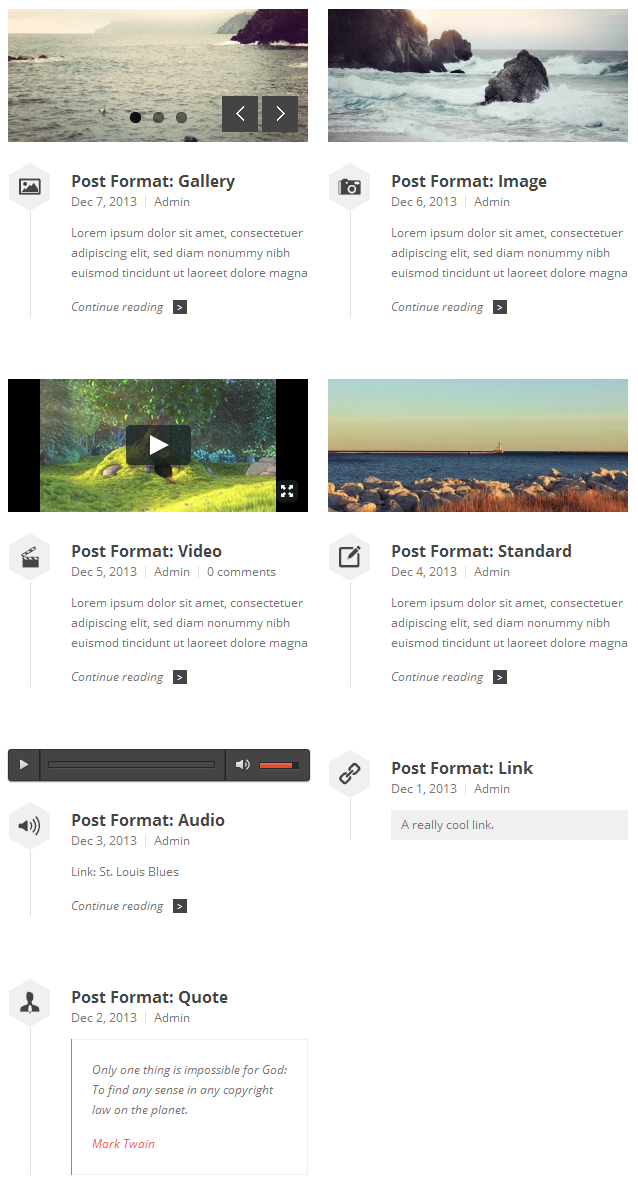 Post Format: Gallery
Dec 7, 2013 | Admin
Lorem ipsum dolor sit amet, consectetuer
adipiscing elit, sed diam nonummy nibh
euismod tincidunt ut laoreet dolore magna
Continue reading >
Post Format: Image
Dec 6, 2013 | Admin
Lorem ipsum dolor sit amet, consectetuer
adipiscing elit, sed diam nonummy nibh
euismod tincidunt ut laoreet dolore magna
Continue reading >
Post Format: Video
Dec 5, 2013 | Admin | 0 comments
Lorem ipsum dolor sit amet, consectetuer
adipiscing elit, sed diam nonummy nibh
euismod tincidunt ut laoreet dolore magna
Continue reading >
Post Format: Standard
Dec 4, 2013 | Admin
Lorem ipsum dolor sit amet, consectetuer
adipiscing elit, sed diam nonummy nibh
euismod tincidunt ut laoreet dolore magna
Continue reading >
Post Format: Audio
Dec 3, 2013 | Admin
Link: St. Louis Blues
Continue reading >
Post Format: Link
Dec 1, 2013 | Admin
A really cool link.
Post Format: Quote
Dec 2, 2013 | Admin
Only one thing is impossible for God:
To find any sense in any copyright
law on the planet.
Mark Twain